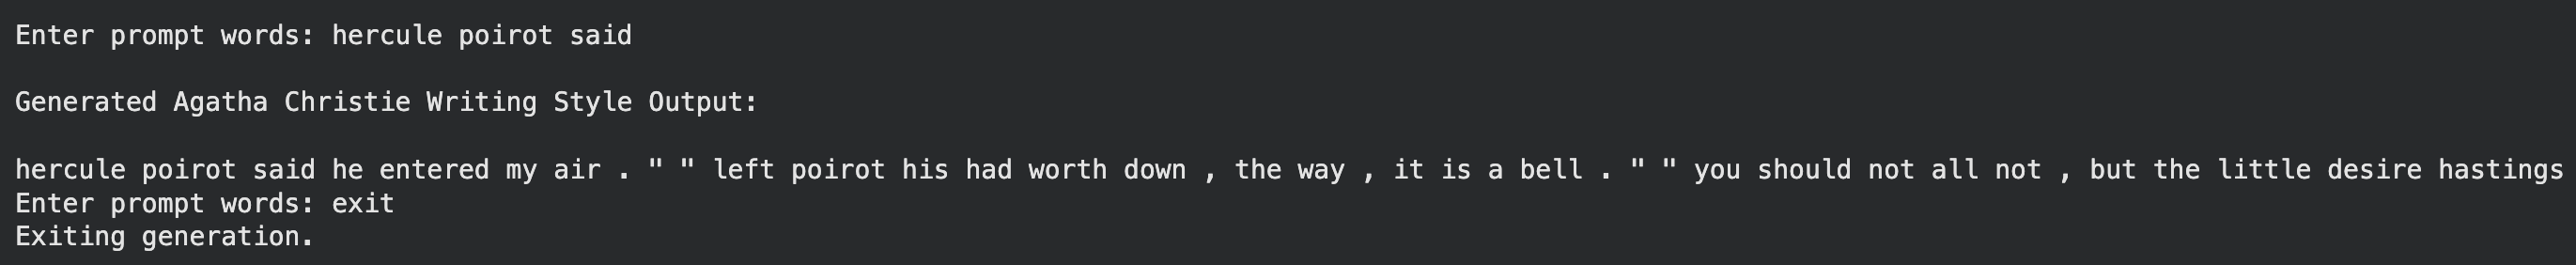 Enter prompt words: hercule poirot said
Generated Agatha Christie Writing Style Output:
hercule poirot said he entered my air . " " left poirot his had worth down , the way , it is a bell . " " you should not all not , but the little desire hastings
Enter prompt words: exit
Exiting generation.